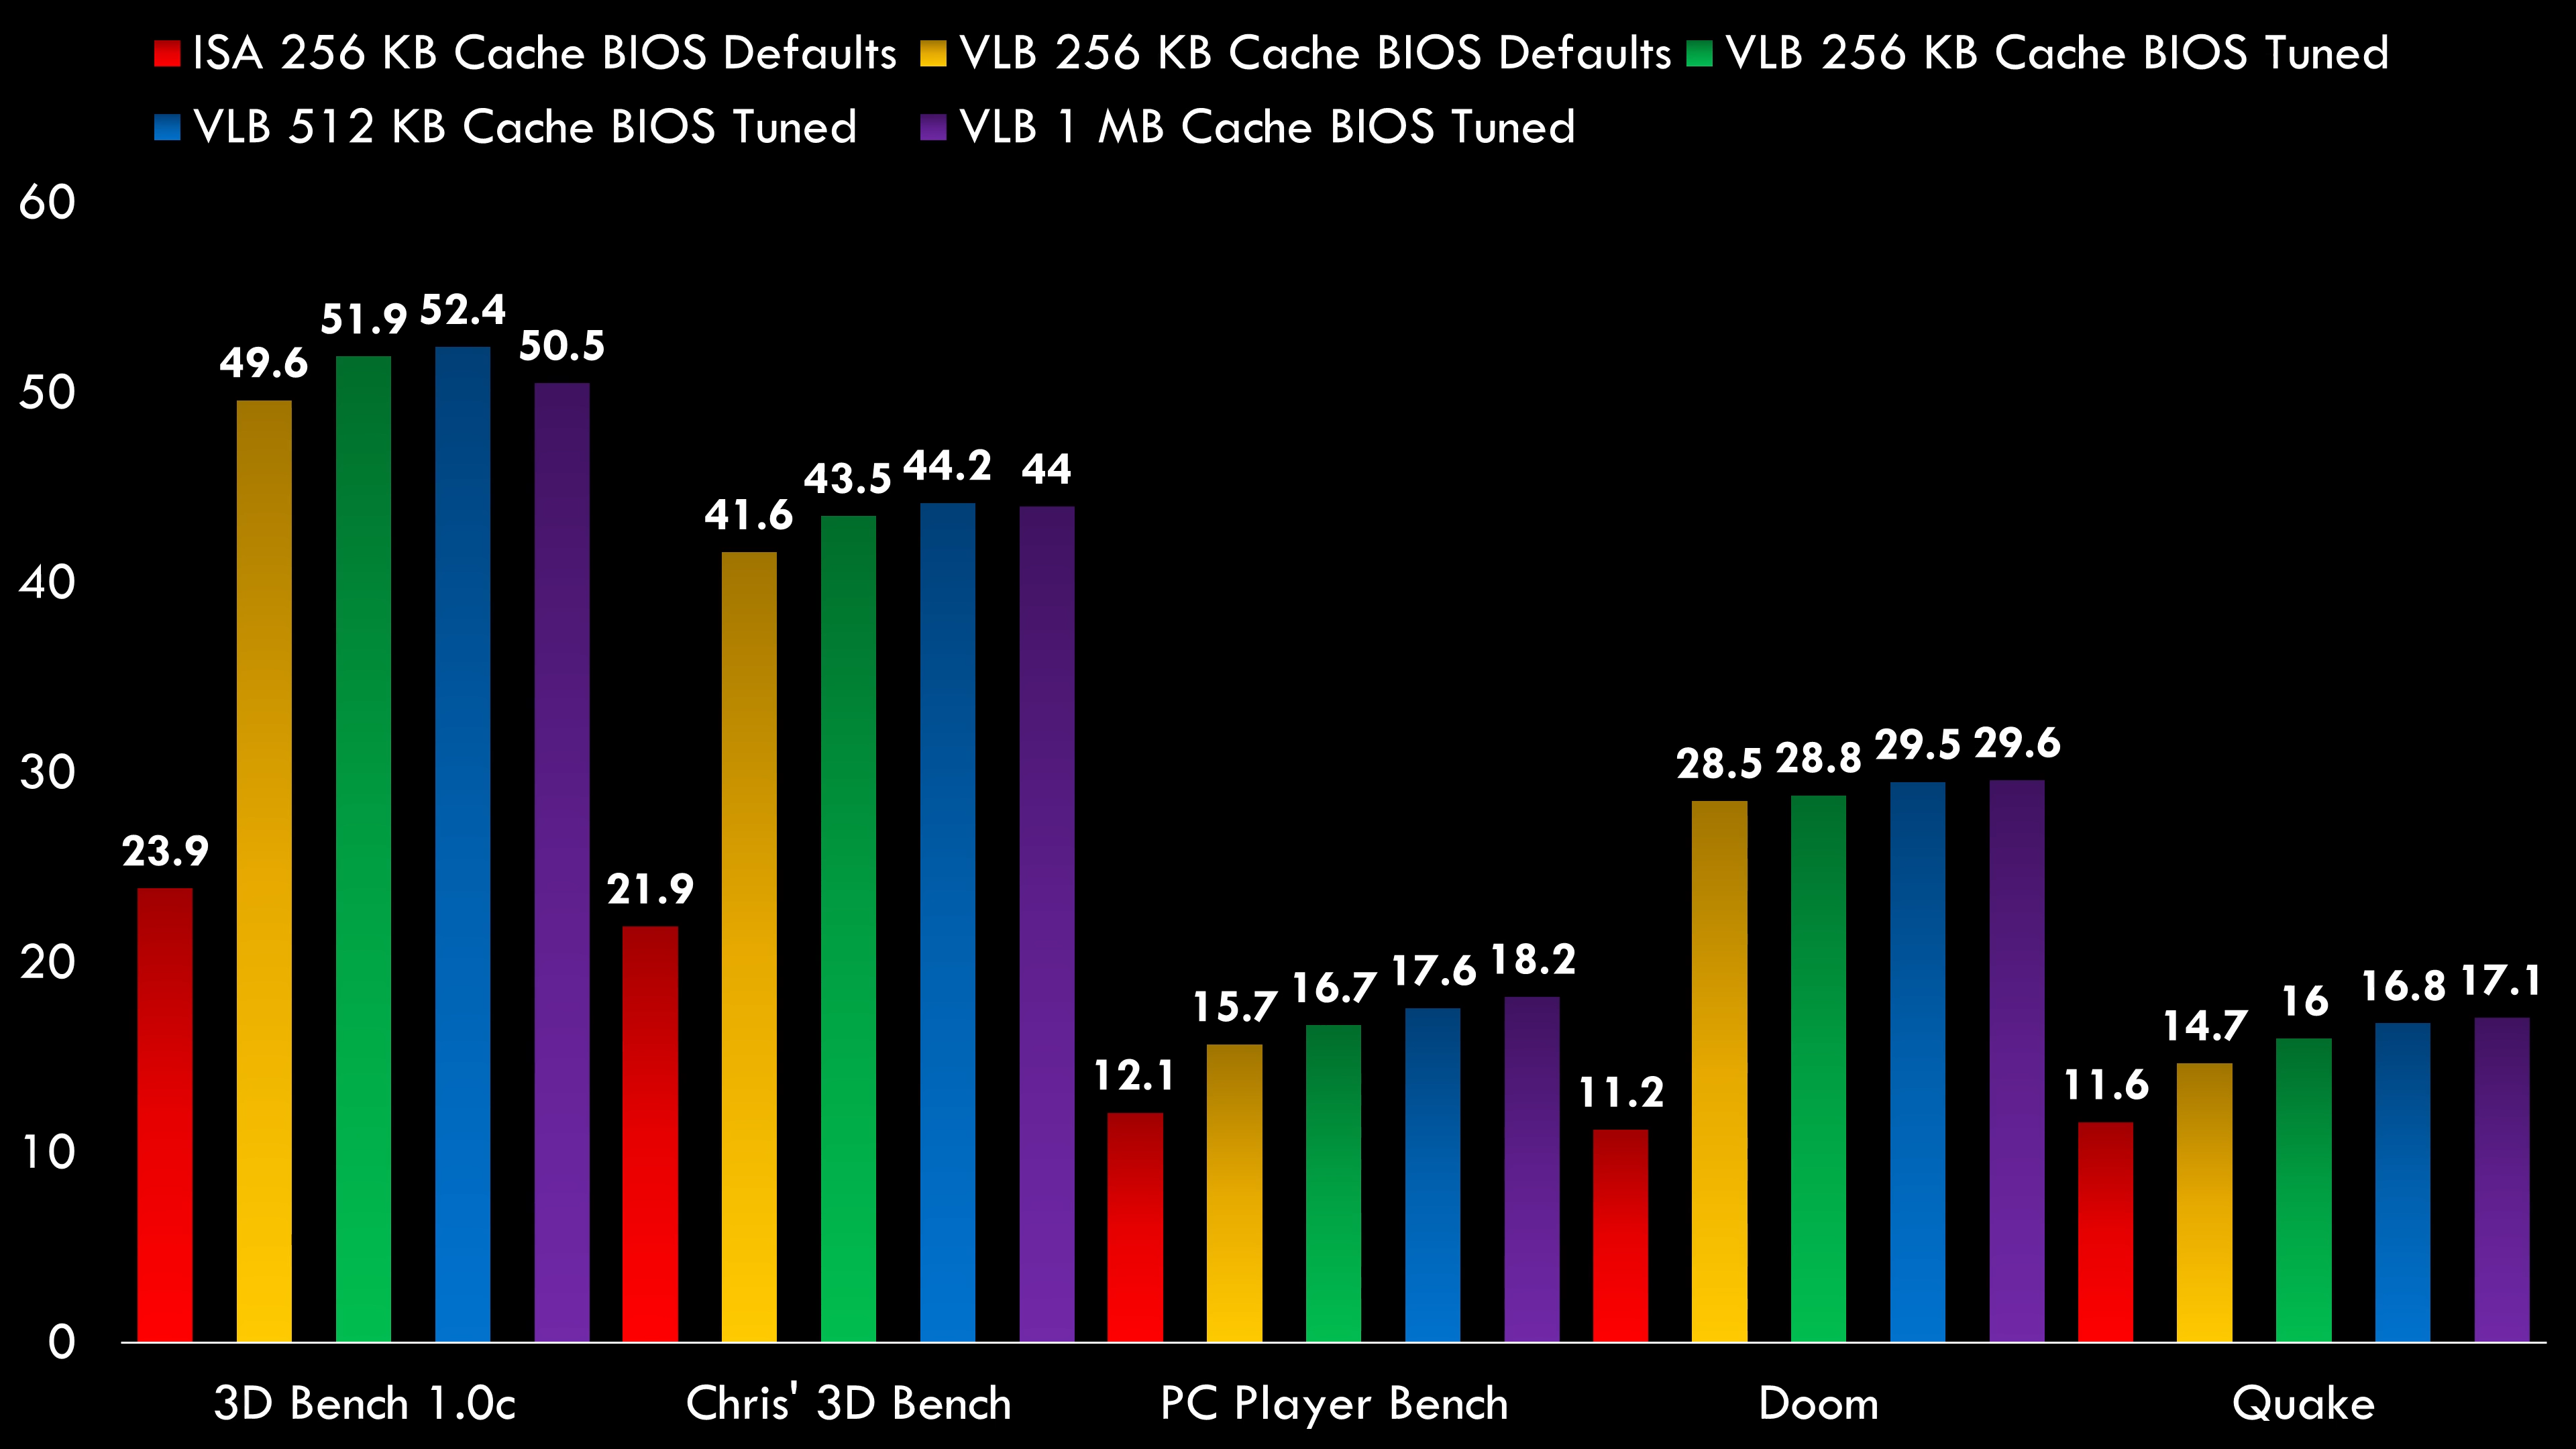 ISA 256 KB Cache BIOS Defaults VLB 256 KB Cache BIOS Defaults VLB 256 KB Cache BIOS Tuned
VLB 512 KB Cache BIOS Tuned VLB 1 MB Cache BIOS Tuned
60
50
40
30
20
10
0
23.9 49.6 51.9 52.4 50.5
21.9 41.6 43.5 44.2 44
12.1 15.7 16.7 17.6 18.2
11.2 28.5 28.8 29.5 29.6
11.6 14.7 16 16.8 17.1
3D Bench 1.0c Chris' 3D Bench PC Player Bench Doom Quake